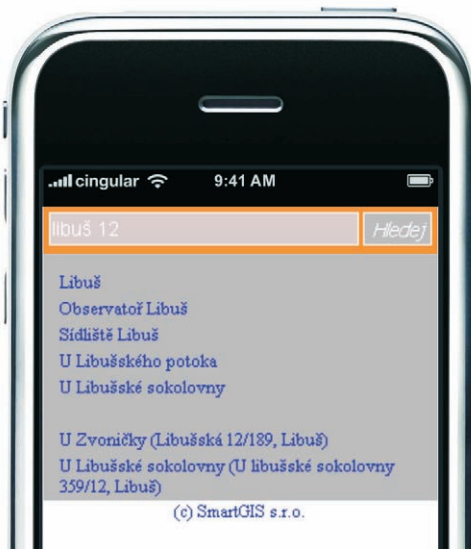 cingular
9:41 AM
libuš 12
Hledej
Libuš
Observatoř Libuš
Sídliště Libuš
U Libušského potoka
U Libušské sokolovny
U Zvoničky (Libušská 12/189, Libuš)
U Libušské sokolovny (U libušské sokolovny
359/12, Libuš)
(c) SmartGIS s.r.o.